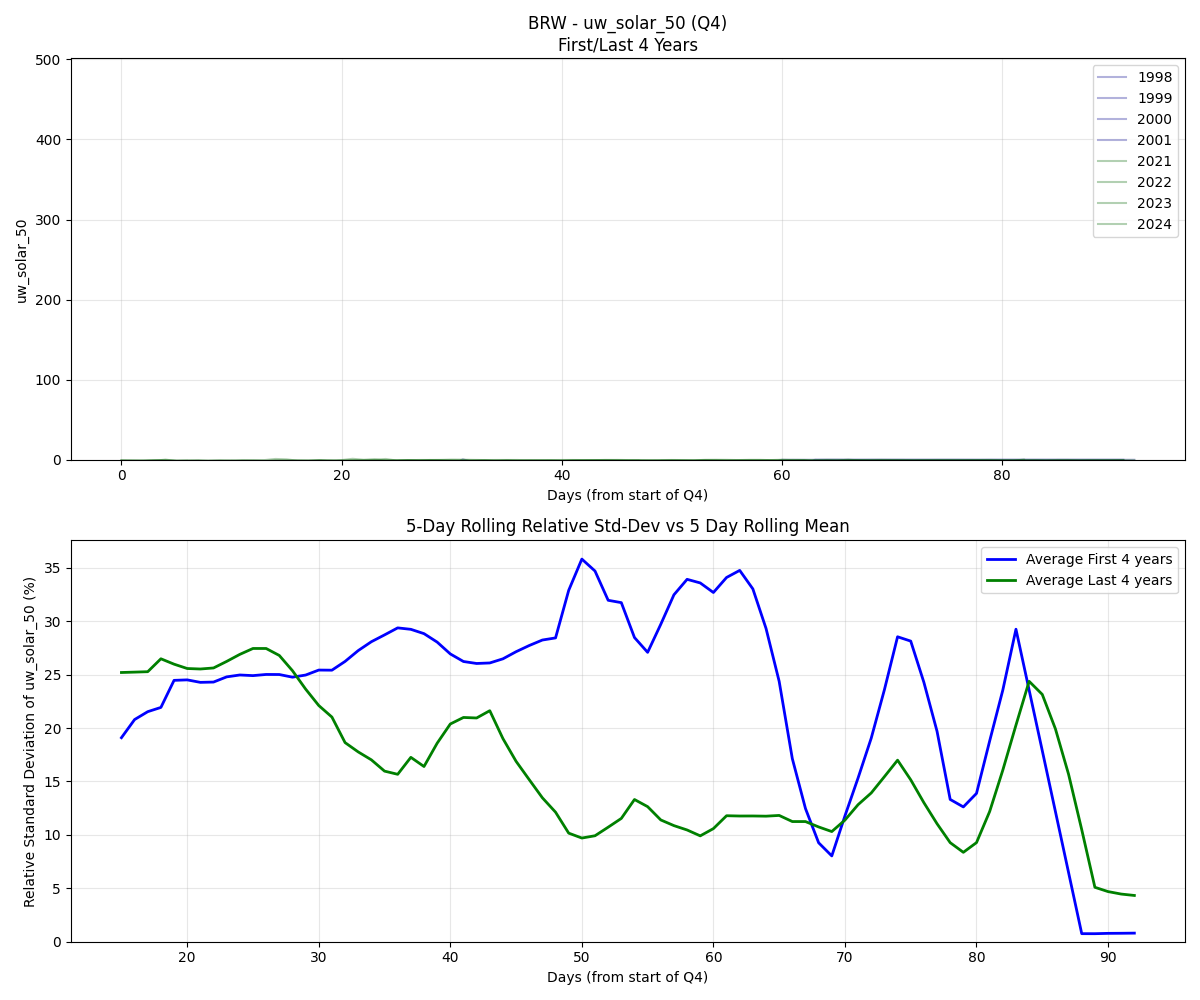 BRW - uw_solar_50 (Q4)
First/Last 4 Years
500
400
300
200
100
0
uw_solar_50
1998
1999
2000
2001
2021
2022
2023
2024
0 20 40 60 80
Days (from start of Q4)
5-Day Rolling Relative Std-Dev vs 5 Day Rolling Mean
35
30
25
20
15
10
5
0
Relative Standard Deviation of uw_solar_50 (%)
Average First 4 years
Average Last 4 years
20 30 40 50 60 70 80 90
Days (from start of Q4)